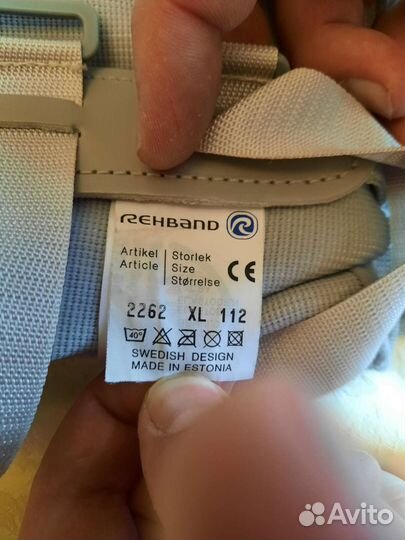 REHBAND
Artikel Storlek
Article Size
Størrelse
CE
2262 XL 112
40°
SWEDISH DESIGN
MADE IN ESTONIA
Avito